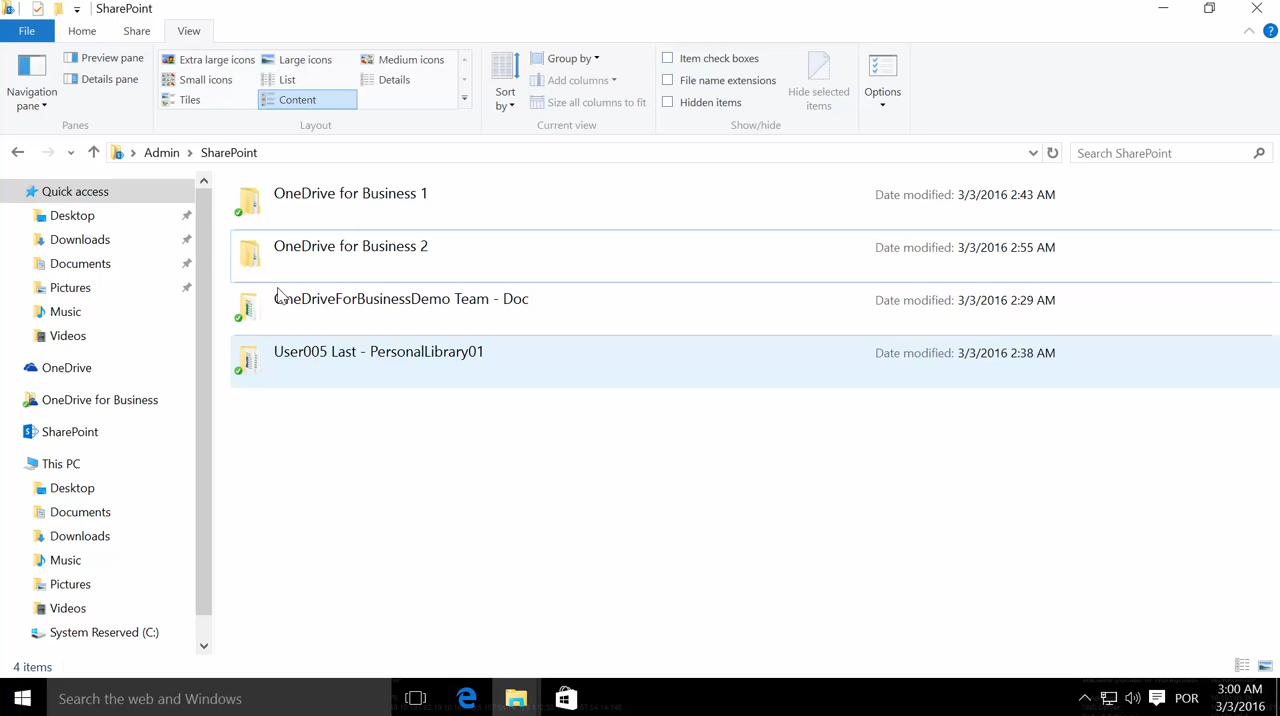 SharePoint
File Home Share View
Navigation pane
Preview pane
Details pane
Panes
Extra large icons Large icons Medium icons
Small icons List Details
Tiles Content
Layout
Sort by
Group by
Add columns
Size all columns to fit
Current view
Item check boxes
File name extensions
Hidden items
Hide selected items
Show/hide
Options
Admin SharePoint
Search SharePoint
Quick access
Desktop
Downloads
Documents
Pictures
Music
Videos
OneDrive
OneDrive for Business
SharePoint
This PC
Desktop
Documents
Downloads
Music
Pictures
Videos
System Reserved (C:)
OneDrive for Business 1 Date modified: 3/3/2016 2:43 AM
OneDrive for Business 2 Date modified: 3/3/2016 2:55 AM
OneDriveForBusinessDemo Team - Doc Date modified: 3/3/2016 2:29 AM
User005 Last - PersonalLibrary01 Date modified: 3/3/2016 2:38 AM
4 items
Search the web and Windows
POR
3:00 AM
3/3/2016